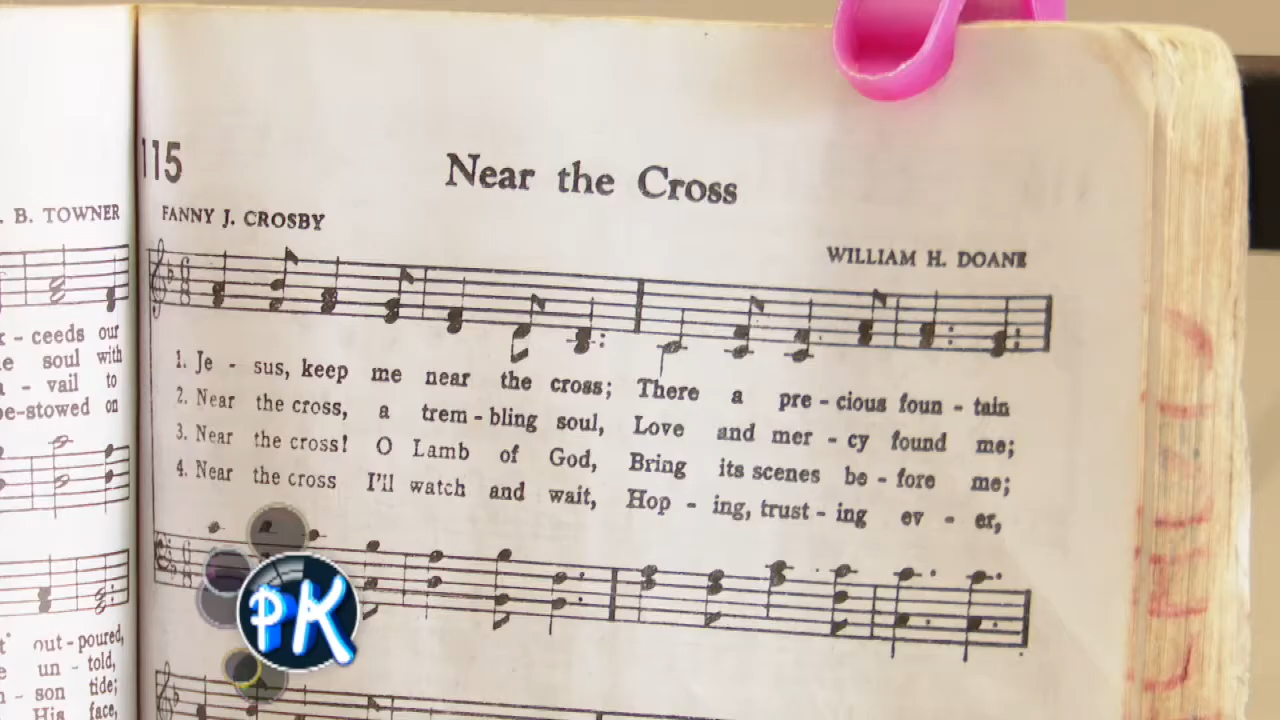 115
Near the Cross
FANNY J. CROSBY
WILLIAM H. DOANE
1. Je - sus, keep me near the cross; There a pre - cious foun - tain
2. Near the cross, a trem - bling soul, Love and mer - cy found me;
3. Near the cross! O Lamb of God, Bring its scenes be - fore me;
4. Near the cross I'll watch and wait, Hop - ing, trust - ing ev - er,
B. TOWNER
ceeds our
soul with
vail to
be-stowed on
out-poured,
un - told,
son tide;
His face,
PK